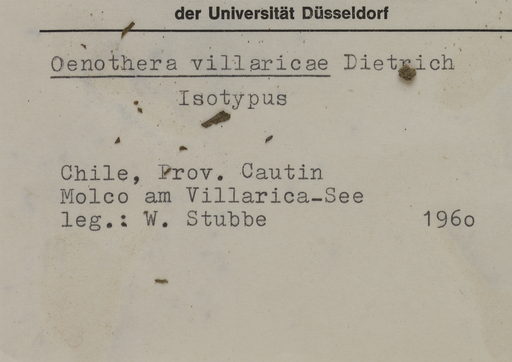 der Universität Düsseldorf
Oenothera villaricae Dietrich
Isotypus
Chile, Prov. Cautin
Molco am Villarica-See
leg.: W. Stubbe 1960